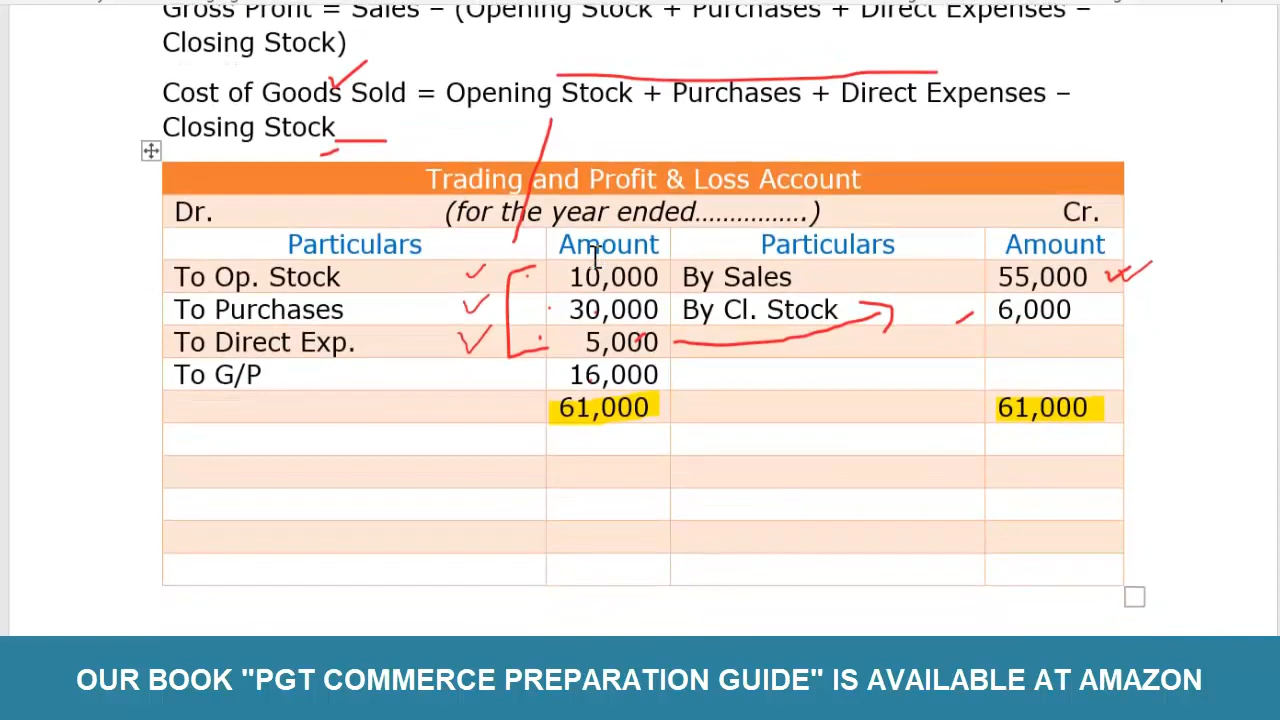 Gross Profit = Sales – (Opening Stock + Purchases + Direct Expenses –
Closing Stock)
Cost of Goods Sold = Opening Stock + Purchases + Direct Expenses –
Closing Stock
Trading and Profit & Loss Account
Dr. (for the year ended................) Cr.
Particulars Amount Particulars Amount
To Op. Stock 10,000 By Sales 55,000
To Purchases 30,000 By Cl. Stock 6,000
To Direct Exp. 5,000
To G/P 16,000
61,000 61,000
OUR BOOK "PGT COMMERCE PREPARATION GUIDE" IS AVAILABLE AT AMAZON